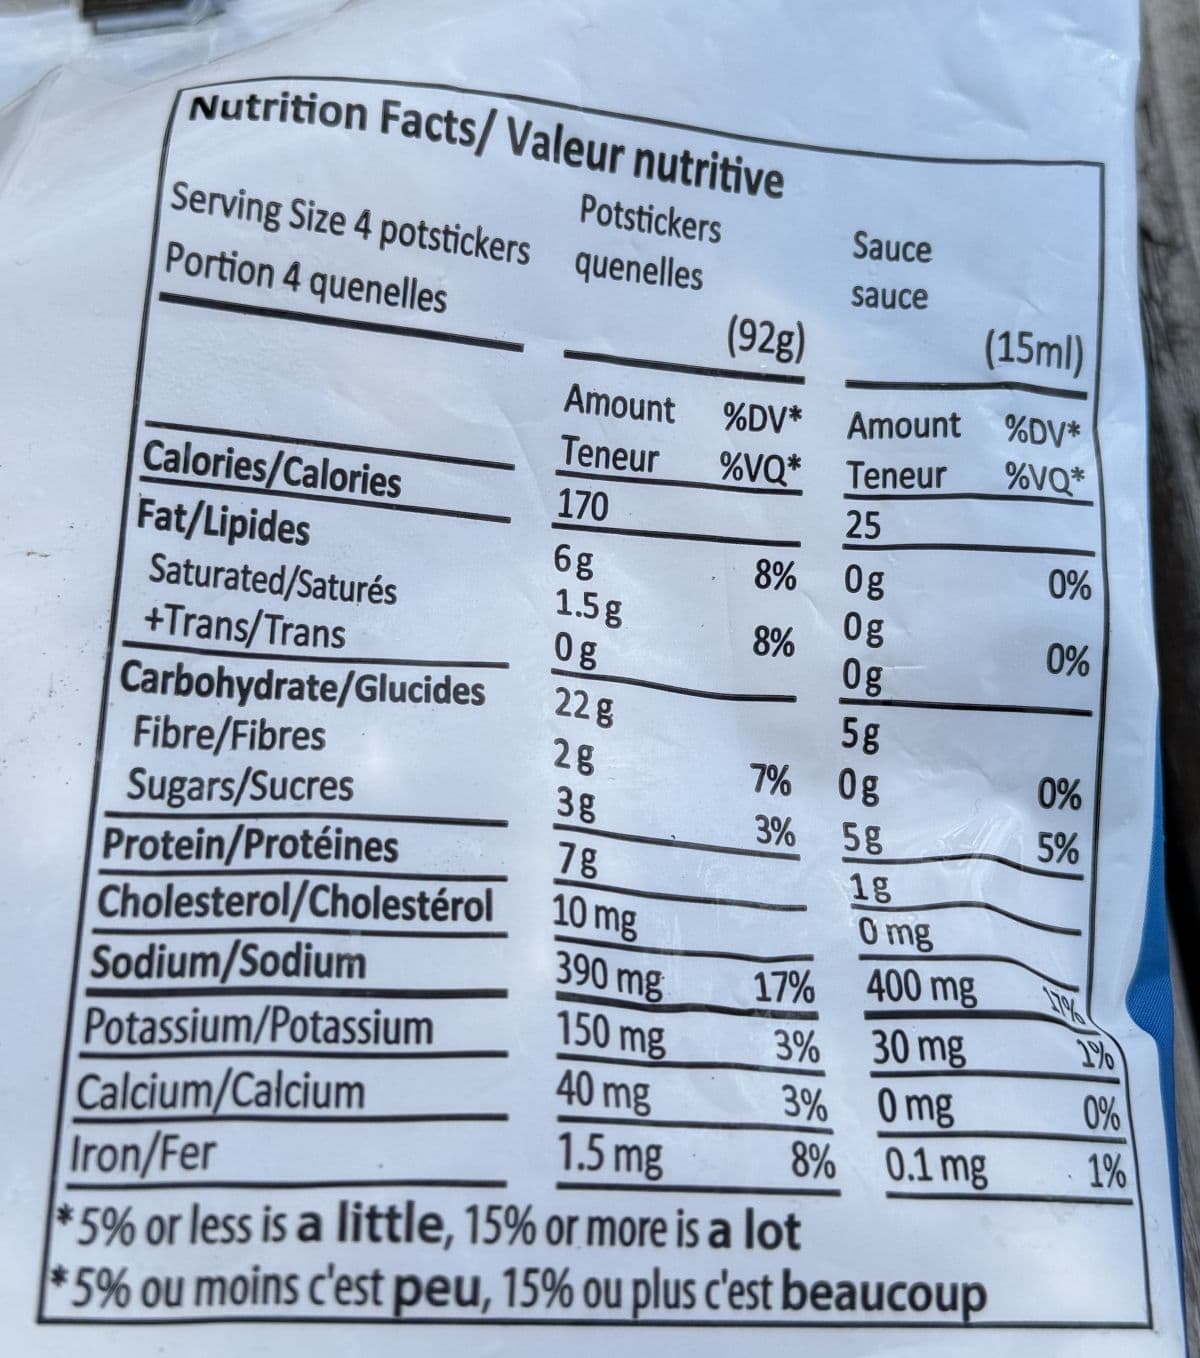 Nutrition Facts/ Valeur nutritive
Serving Size 4 potstickers Potstickers Sauce
Portion 4 quenelles quenelles sauce
(92g) (15ml)
Amount %DV* Amount %DV*
Teneur %VQ* Teneur %VQ*
Calories/Calories 170 25
Fat/Lipides 6g 8% 0g 0%
Saturated/Saturés 1.5g 0g
+Trans/Trans 0g 8% 0g 0%
Carbohydrate/Glucides 22g 5g
Fibre/Fibres 2g 7% 0g 0%
Sugars/Sucres 3g 3% 5g 5%
Protein/Protéines 7g 1g
Cholesterol/Cholestérol 10 mg 0 mg
Sodium/Sodium 390 mg 17% 400 mg 17%
Potassium/Potassium 150 mg 3% 30 mg 1%
Calcium/Calcium 40 mg 3% 0 mg 0%
Iron/Fer 1.5 mg 8% 0.1 mg 1%
*5% or less is a little, 15% or more is a lot
*5% ou moins c'est peu, 15% ou plus c'est beaucoup